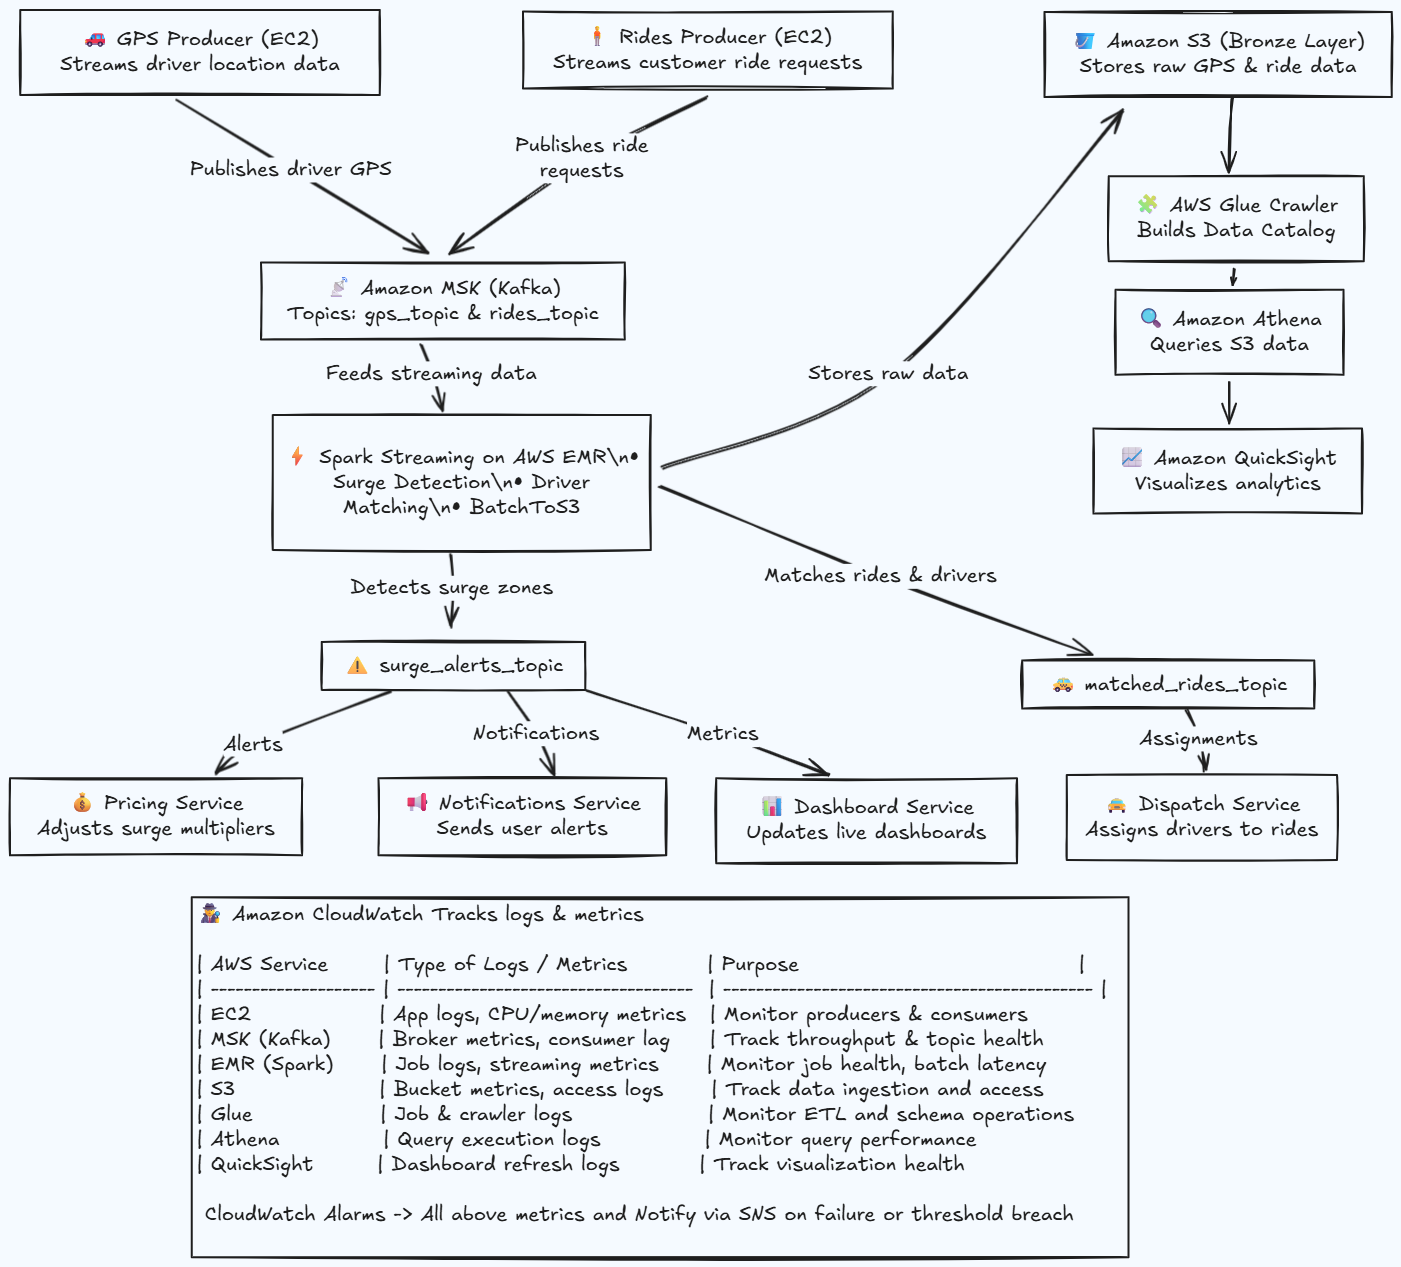 🚗 GPS Producer (EC2)
Streams driver location data
🧍 Rides Producer (EC2)
Streams customer ride requests
🪣 Amazon S3 (Bronze Layer)
Stores raw GPS & ride data
Publishes driver GPS
Publishes ride
requests
🧩 AWS Glue Crawler
Builds Data Catalog
📡 Amazon MSK (Kafka)
Topics: gps_topic & rides_topic
🔍 Amazon Athena
Queries S3 data
Feeds streaming data
Stores raw data
⚡ Spark Streaming on AWS EMR\n•
Surge Detection\n• Driver
Matching\n• BatchToS3
📈 Amazon QuickSight
Visualizes analytics
Detects surge zones
Matches rides & drivers
⚠️ surge_alerts_topic
🚖 matched_rides_topic
Alerts
Notifications
Metrics
Assignments
💰 Pricing Service
Adjusts surge multipliers
📢 Notifications Service
Sends user alerts
📊 Dashboard Service
Updates live dashboards
🚖 Dispatch Service
Assigns drivers to rides
🕵️ Amazon CloudWatch Tracks logs & metrics
| AWS Service | Type of Logs / Metrics | Purpose |
| -------------------- | ------------------------------------ | --------------------------------------------- |
| EC2 | App logs, CPU/memory metrics | Monitor producers & consumers
| MSK (Kafka) | Broker metrics, consumer lag | Track throughput & topic health
| EMR (Spark) | Job logs, streaming metrics | Monitor job health, batch latency
| S3 | Bucket metrics, access logs | Track data ingestion and access
| Glue | Job & crawler logs | Monitor ETL and schema operations
| Athena | Query execution logs | Monitor query performance
| QuickSight | Dashboard refresh logs | Track visualization health
CloudWatch Alarms -> All above metrics and Notify via SNS on failure or threshold breach